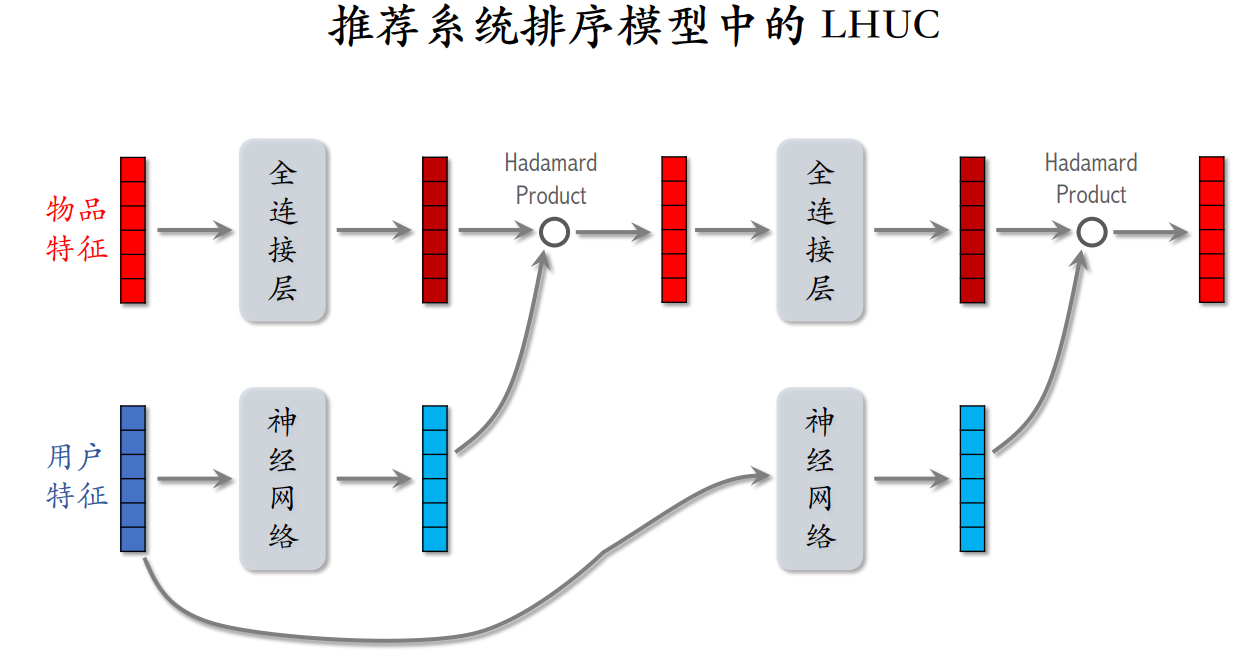 推荐系统排序模型中的 LHUC
物品
特征
全
连
接
层
Hadamard
Product
全
连
接
层
Hadamard
Product
用户
特征
神
经
网
络
神
经
网
络